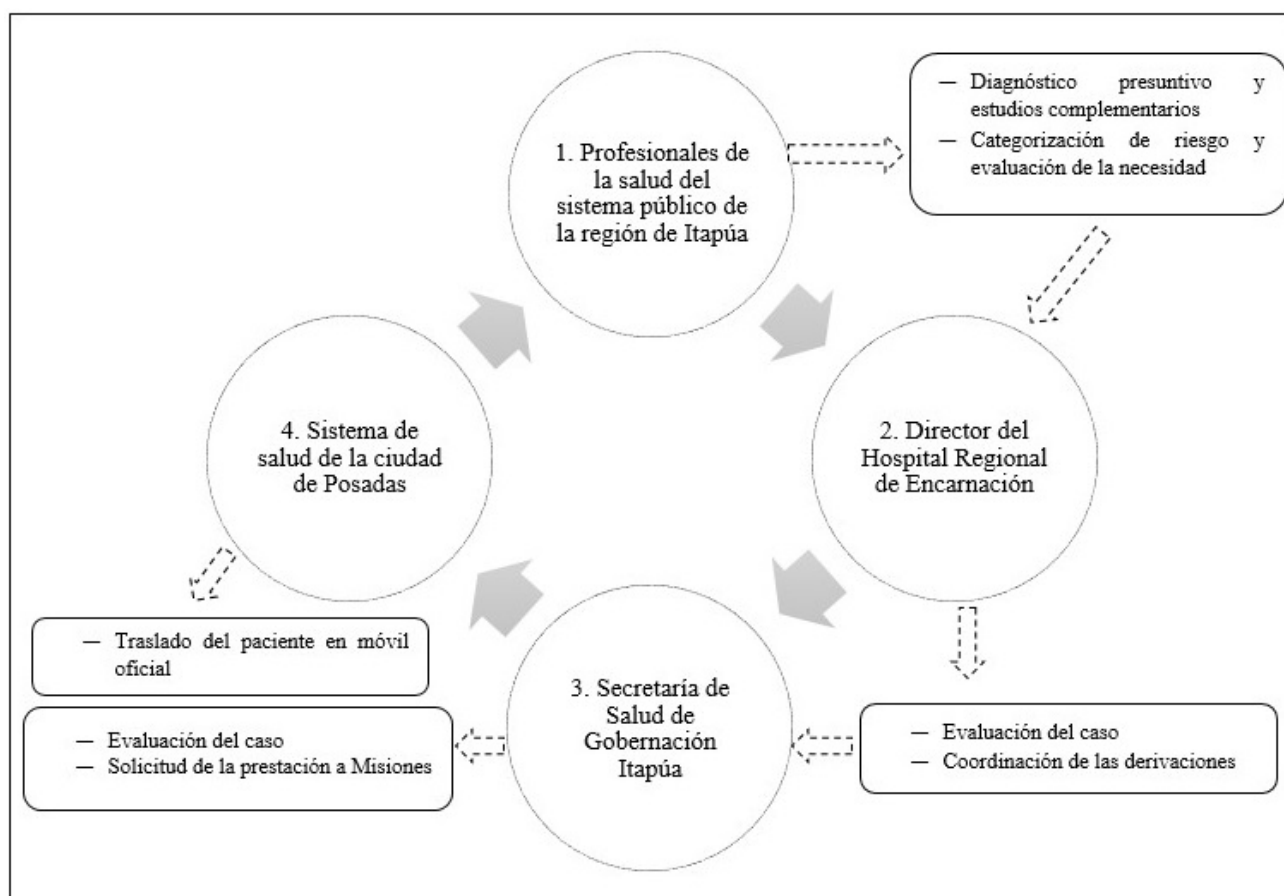 1. Profesionales de
la salud del
sistema público de
la región de Itapúa
— Diagnóstico presuntivo y
estudios complementarios
— Categorización de riesgo y
evaluación de la necesidad
2. Director del
Hospital Regional
de Encarnación
— Evaluación del caso
— Coordinación de las derivaciones
3. Secretaría de
Salud de
Gobernación
Itapúa
— Evaluación del caso
— Solicitud de la prestación a Misiones
4. Sistema de
salud de la ciudad
de Posadas
— Traslado del paciente en móvil
oficial